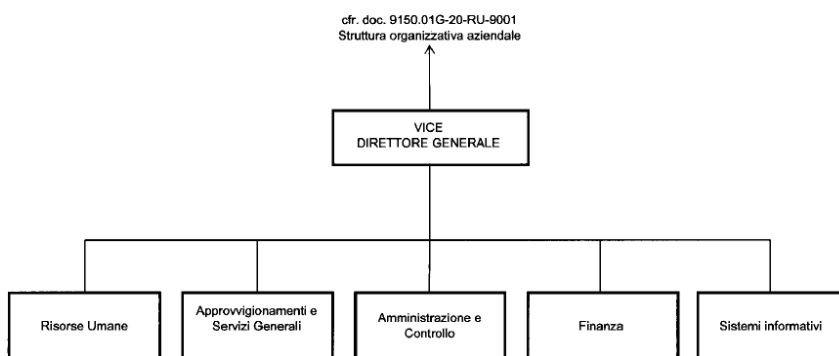 cfr. doc. 9150.01G-20-RU-9001
Struttura organizzativa aziendale
VICE
DIRETTORE GENERALE
Risorse Umane
Approvvigionamenti e
Servizi Generali
Amministrazione e
Controllo
Finanza
Sistemi informativi